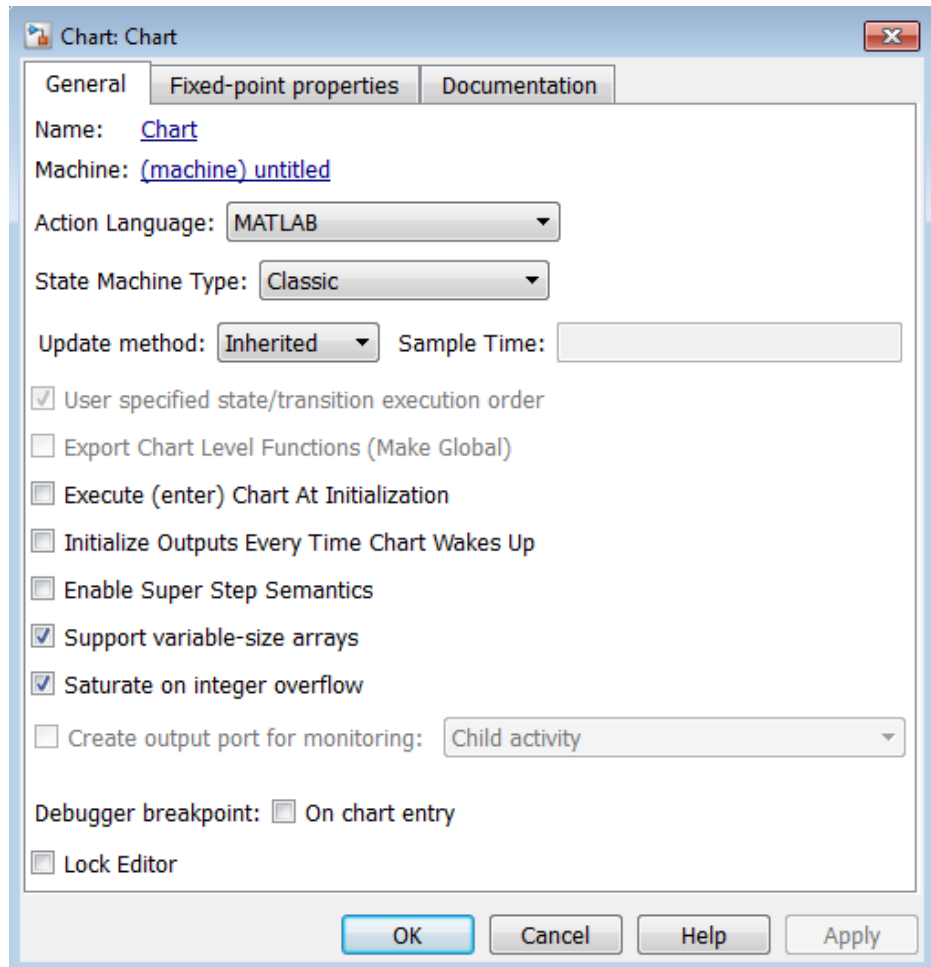 Chart: Chart
General Fixed-point properties Documentation
Name: Chart
Machine: (machine) untitled
Action Language: MATLAB
State Machine Type: Classic
Update method: Inherited Sample Time:
User specified state/transition execution order
Export Chart Level Functions (Make Global)
Execute (enter) Chart At Initialization
Initialize Outputs Every Time Chart Wakes Up
Enable Super Step Semantics
Support variable-size arrays
Saturate on integer overflow
Create output port for monitoring: Child activity
Debugger breakpoint: On chart entry
Lock Editor
OK Cancel Help Apply